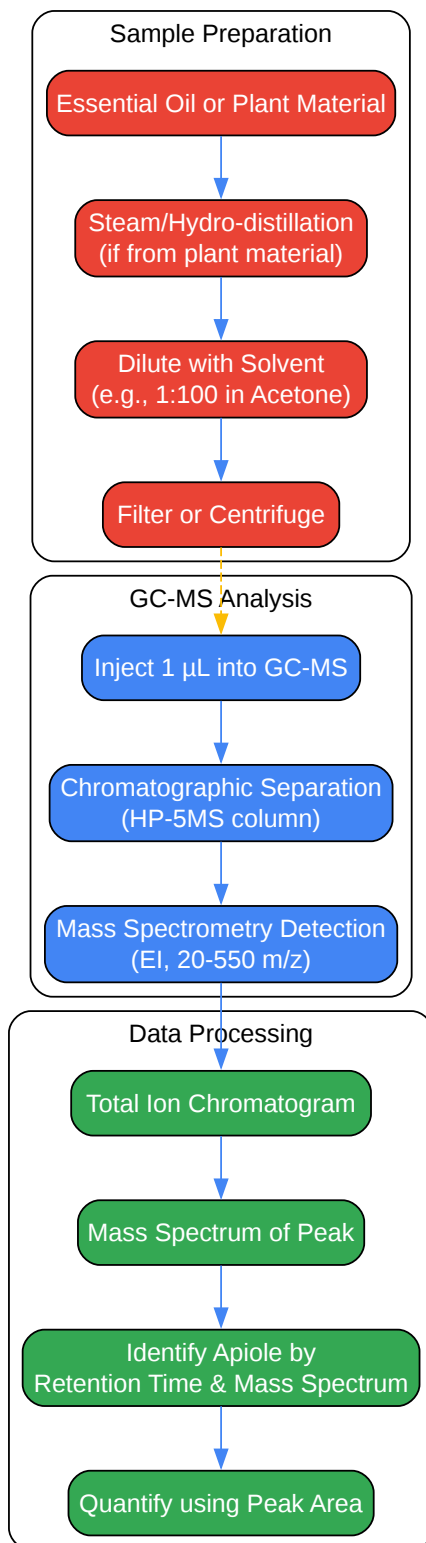 Sample Preparation
Essential Oil or Plant Material
Steam/Hydro-distillation
(if from plant material)
Dilute with Solvent
(e.g., 1:100 in Acetone)
Filter or Centrifuge
GC-MS Analysis
Inject 1 µL into GC-MS
Chromatographic Separation
(HP-5MS column)
Mass Spectrometry Detection
(EI, 20-550 m/z)
Data Processing
Total Ion Chromatogram
Mass Spectrum of Peak
Identify Apiole by
Retention Time & Mass Spectrum
Quantify using Peak Area